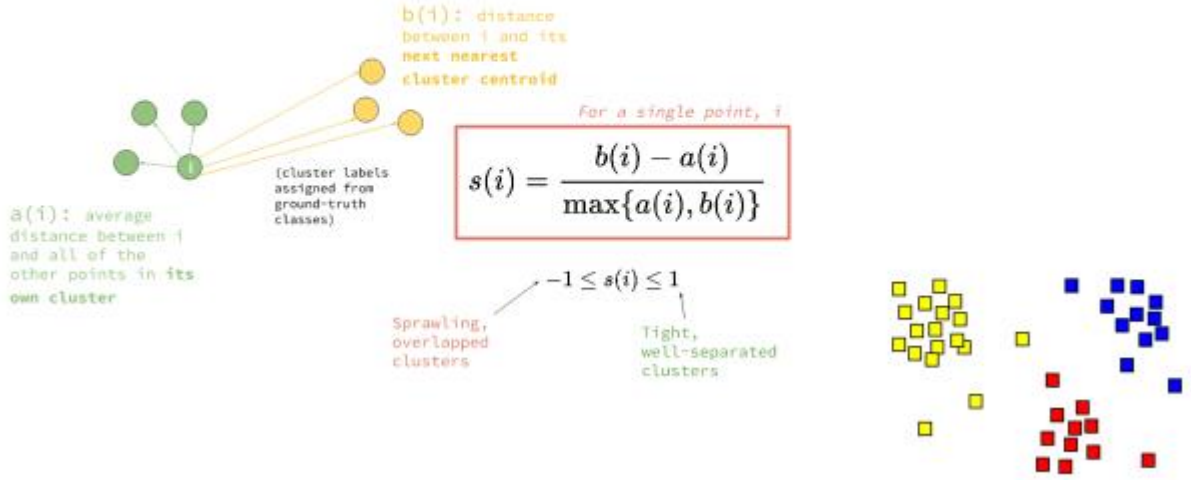 b(i): distance
between i and its
next nearest
cluster centroid
For a single point, i
i
(cluster labels
assigned from
ground-truth
classes)
s(i) = \frac{b(i) - a(i)}{\max\{a(i), b(i)\}}
a(i): average
distance between i
and all of the
other points in its
own cluster
-1 ≤ s(i) ≤ 1
Sprawling,
overlapped
clusters
Tight,
well-separated
clusters